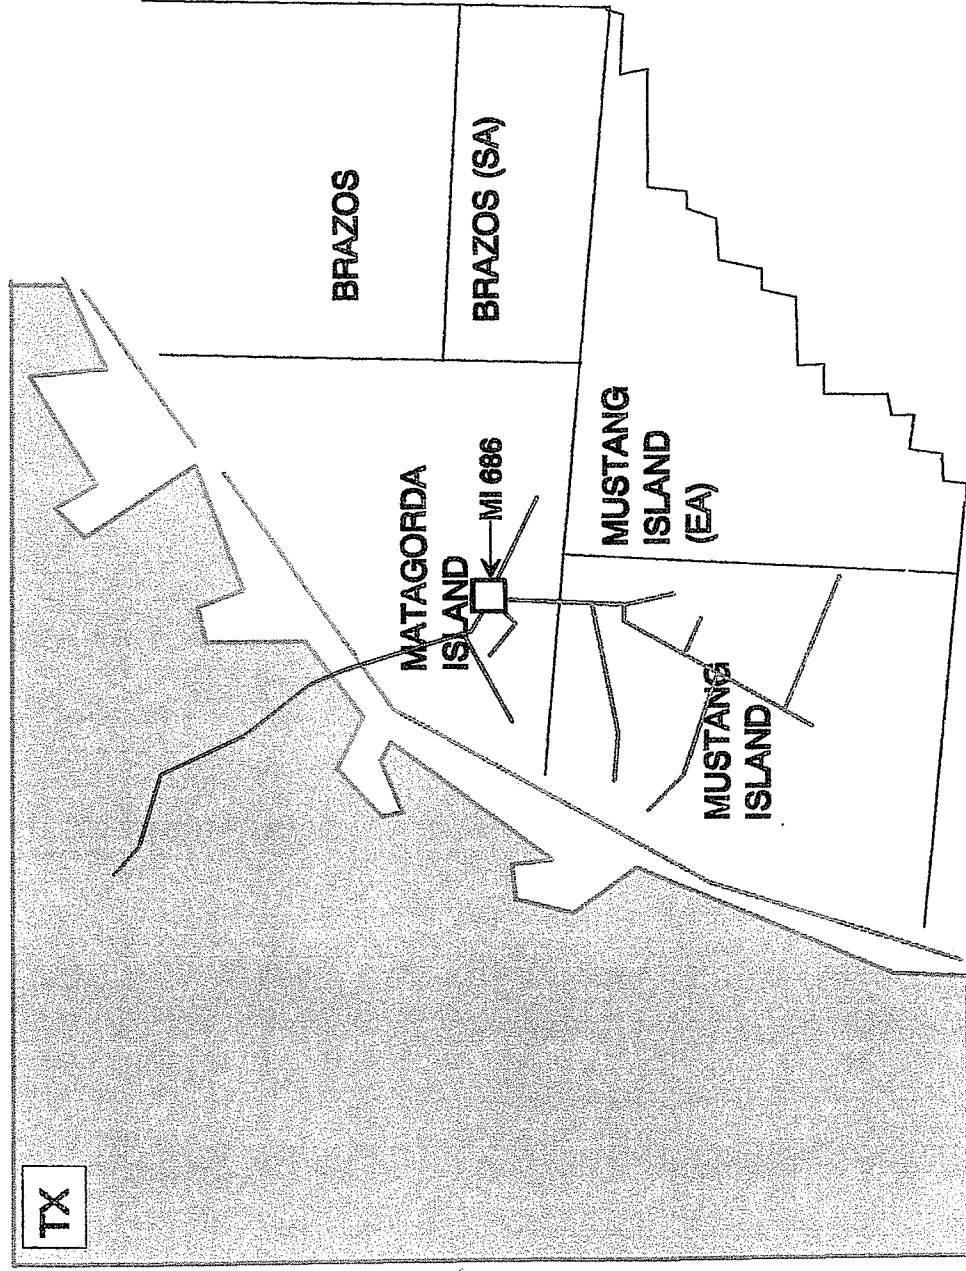 TX
BRAZOS
BRAZOS (SA)
MATAGORDA
ISLAND
MI 686
MUSTANG
ISLAND
(EA)
MUSTANG
ISLAND